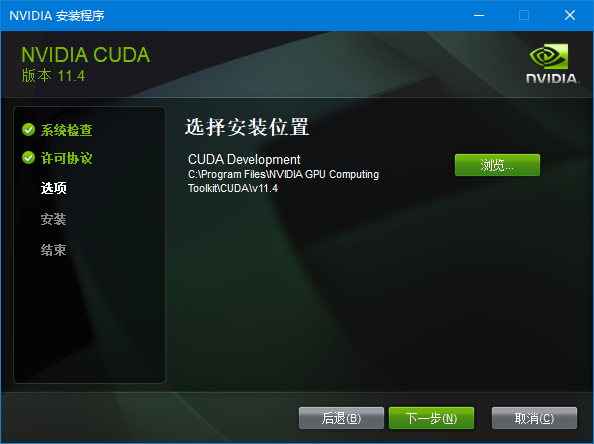 NVIDIA 安装程序
NVIDIA CUDA
版本 11.4
NVIDIA.
系统检查
许可协议
选项
安装
结束
选择安装位置
CUDA Development
C:\Program Files\NVIDIA GPU Computing
Toolkit\CUDA\v11.4
浏览...
后退(B)
下一步(N)
取消(C)